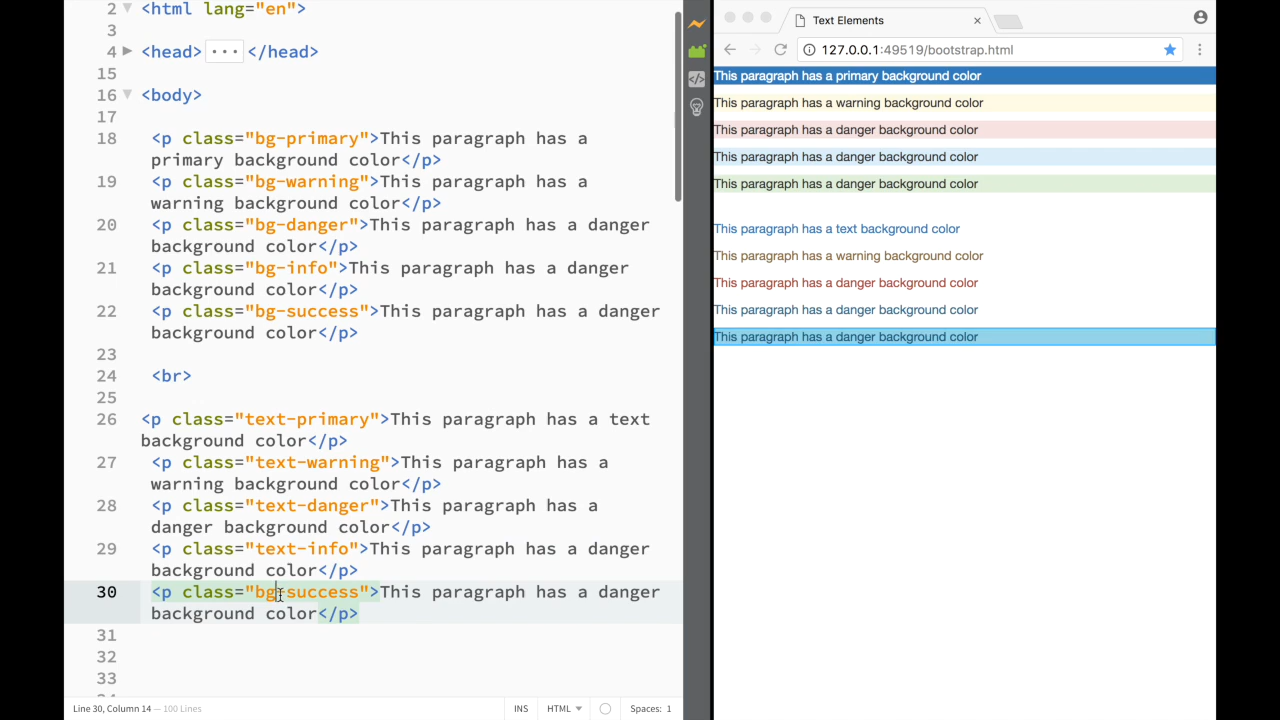 2 <html lang="en">
3
4 <head> ... </head>
15
16 <body>
17
18 <p class="bg-primary">This paragraph has a
primary background color</p>
19 <p class="bg-warning">This paragraph has a
warning background color</p>
20 <p class="bg-danger">This paragraph has a danger
background color</p>
21 <p class="bg-info">This paragraph has a danger
background color</p>
22 <p class="bg-success">This paragraph has a danger
background color</p>
23
24 <br>
25
26 <p class="text-primary">This paragraph has a text
background color</p>
27 <p class="text-warning">This paragraph has a
warning background color</p>
28 <p class="text-danger">This paragraph has a
danger background color</p>
29 <p class="text-info">This paragraph has a danger
background color</p>
30 <p class="bg-success">This paragraph has a danger
background color</p>
31
32
33
Line 30, Column 14 — 100 Lines
INS
HTML
Spaces: 1
Text Elements
127.0.0.1:49519/bootstrap.html
This paragraph has a primary background color
This paragraph has a warning background color
This paragraph has a danger background color
This paragraph has a danger background color
This paragraph has a danger background color
This paragraph has a text background color
This paragraph has a warning background color
This paragraph has a danger background color
This paragraph has a danger background color
This paragraph has a danger background color